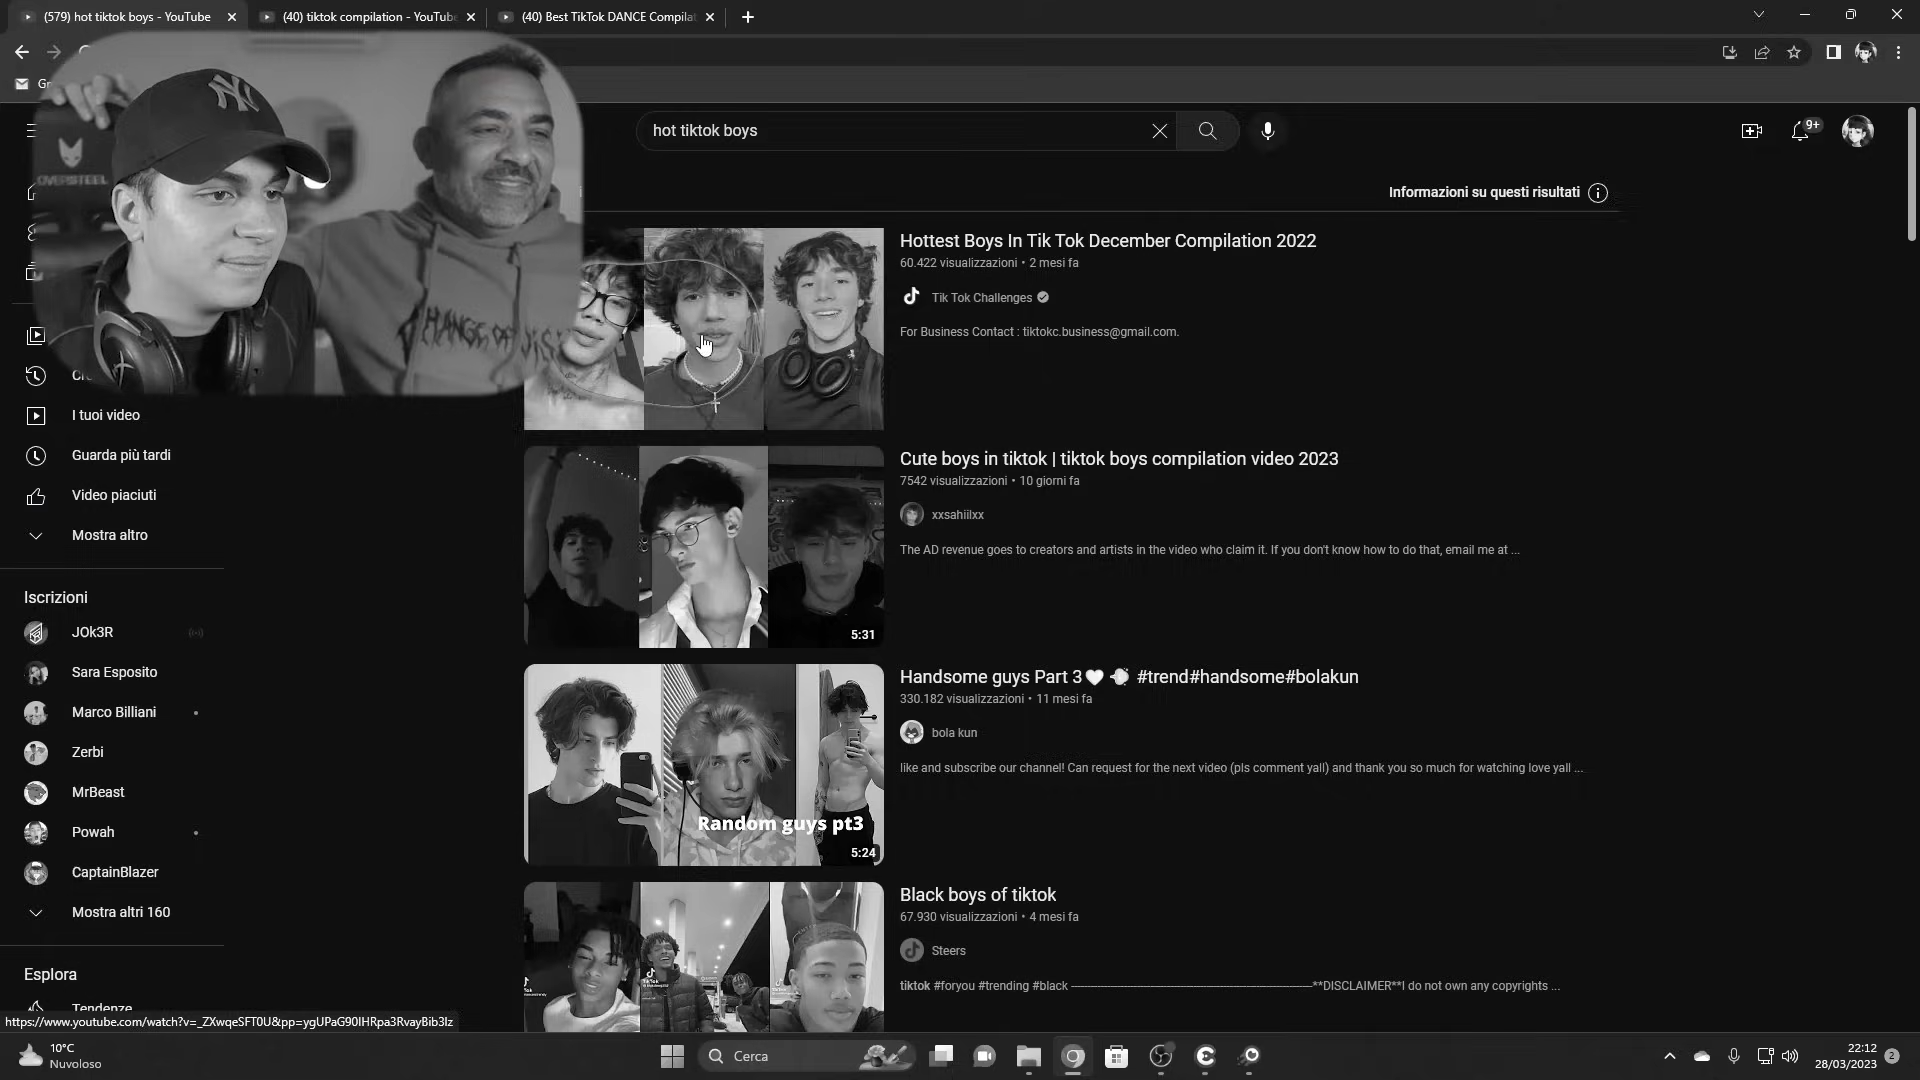 (579) hot tiktok boys - YouTube
(40) tiktok compilation - YouTube
(40) Best TikTok DANCE Compilat
NY
OVERSTEEL
hot tiktok boys
9+
Informazioni su questi risultati
Hottest Boys In Tik Tok December Compilation 2022
60.422 visualizzazioni • 2 mesi fa
Tik Tok Challenges
For Business Contact : tiktokc.business@gmail.com.
I tuoi video
Guarda più tardi
Video piaciuti
Mostra altro
Cute boys in tiktok | tiktok boys compilation video 2023
7542 visualizzazioni • 10 giorni fa
xxsahiilxx
The AD revenue goes to creators and artists in the video who claim it. If you don't know how to do that, email me at ...
5:31
Iscrizioni
JOk3R
Sara Esposito
Marco Billiani
Zerbi
MrBeast
Powah
CaptainBlazer
Mostra altri 160
Handsome guys Part 3🤍 💨 #trend#handsome#bolakun
330.182 visualizzazioni • 11 mesi fa
bola kun
like and subscribe our channel! Can request for the next video (pls comment yall) and thank you so much for watching love yall ...
Random guys pt3
5:24
Black boys of tiktok
67.930 visualizzazioni • 4 mesi fa
Steers
tiktok #foryou #trending #black ----------------------------------------------------------------**DISCLAIMER**I do not own any copyrights ...
Esplora
Tendenze
https://www.youtube.com/watch?v=_ZXwqeSFT0U&pp=ygUPaG90IHRpa3RvayBib3lz
10°C
Nuvoloso
Cerca
22:12
28/03/2023
2